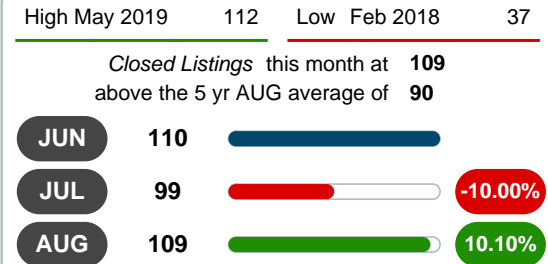 High May 2019 112 Low Feb 2018 37
Closed Listings this month at 109
above the 5 yr AUG average of 90
JUN 110
JUL 99 -10.00%
AUG 109 10.10%